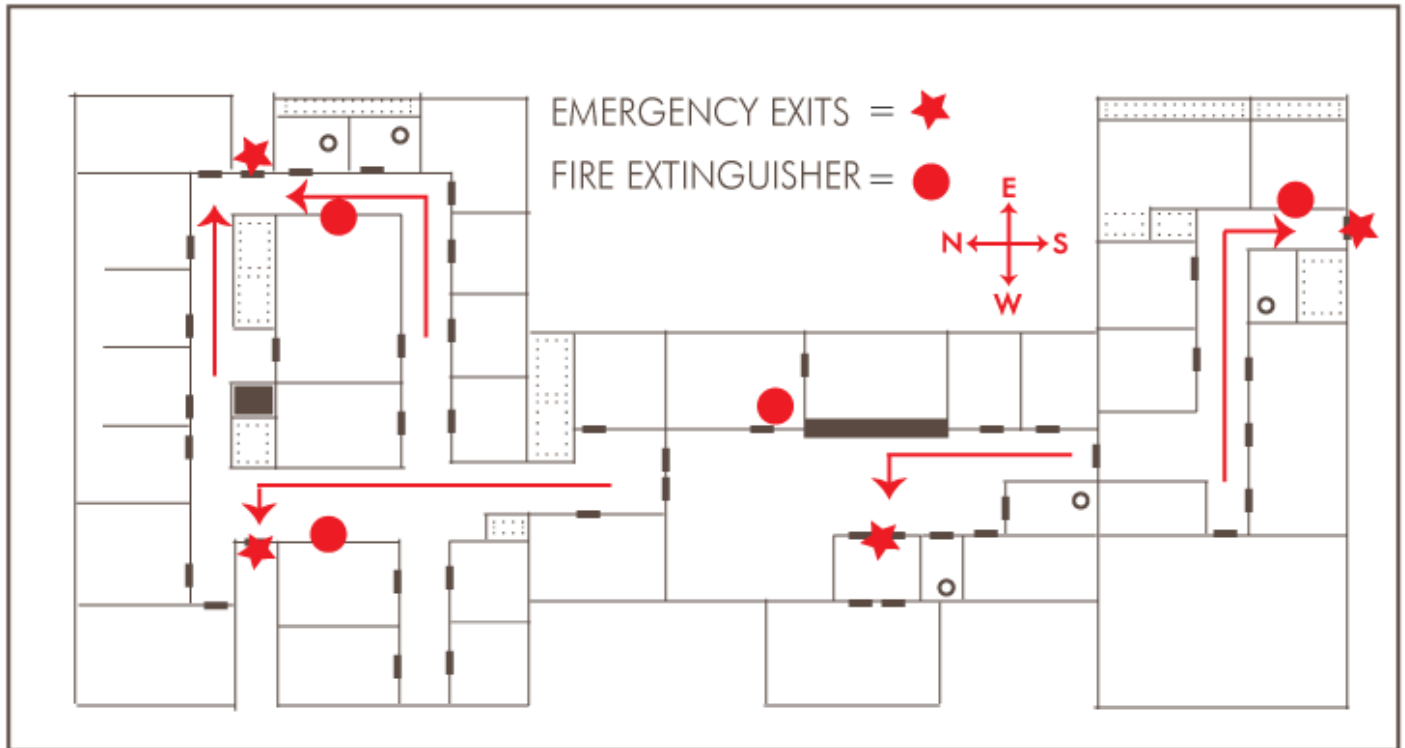 EMERGENCY EXITS =
FIRE EXTINGUISHER =
E
N S
W